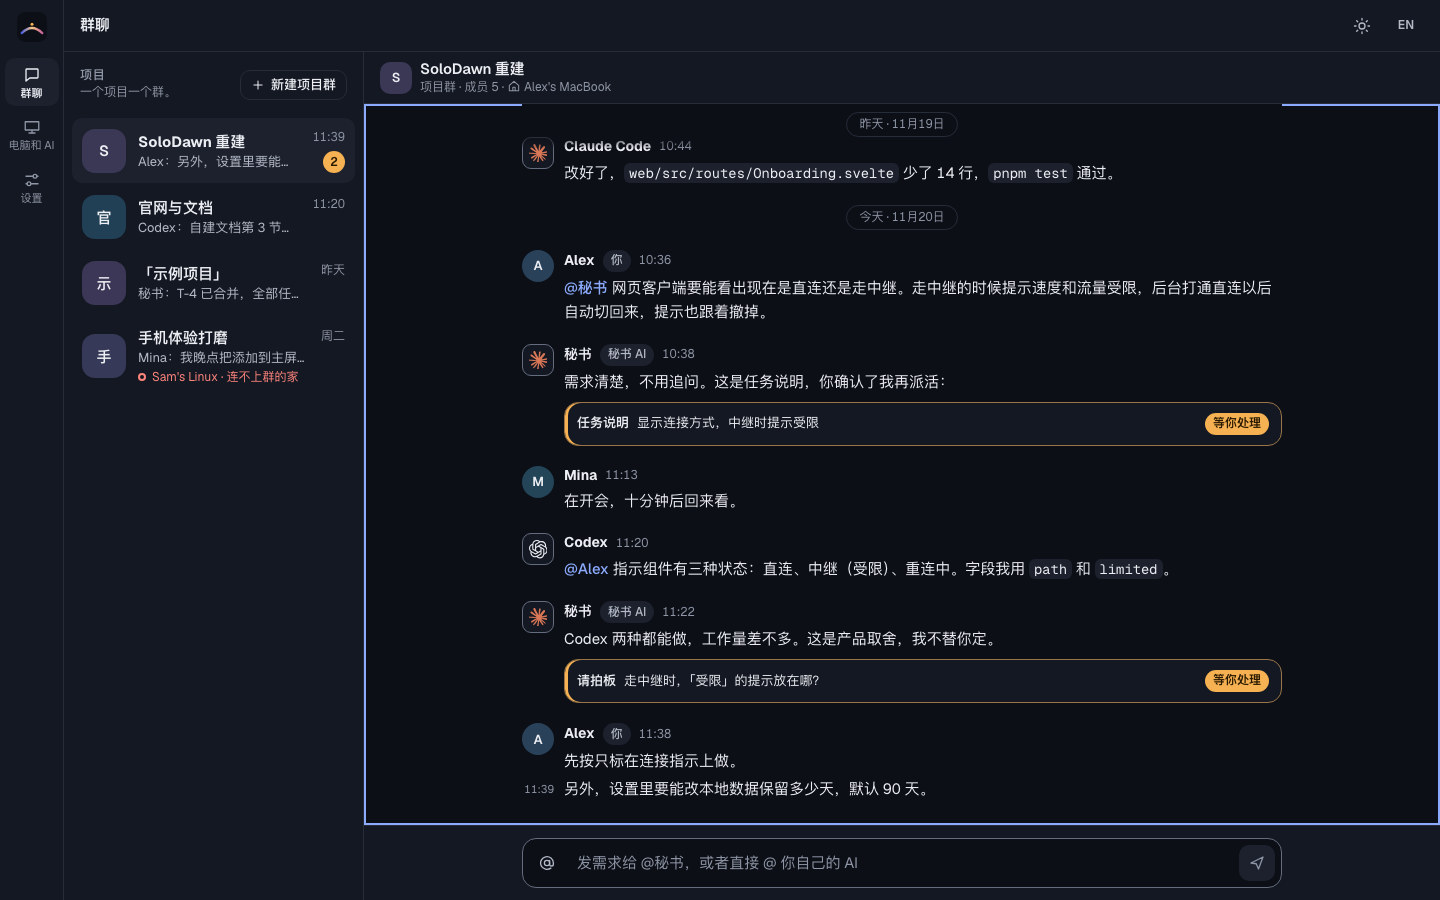 群聊
EN
群聊
电脑和 AI
设置
项目
一个项目一个群。
新建项目群
S
SoloDawn 重建
11:39
Alex：另外，设置里要能…
2
官
官网与文档
11:20
Codex：自建文档第 3 节…
示
「示例项目」
昨天
秘书：T-4 已合并，全部任…
手
手机体验打磨
周二
Mina：我晚点把添加到主屏…
Sam's Linux · 连不上群的家
S
SoloDawn 重建
项目群 · 成员 5 · Alex's MacBook
昨天 · 11月19日
Claude Code 10:44
改好了，web/src/routes/Onboarding.svelte 少了 14 行，pnpm test 通过。
今天 · 11月20日
A
Alex 你 10:36
@秘书 网页客户端要能看出现在是直连还是走中继。走中继的时候提示速度和流量受限，后台打通直连以后
自动切回来，提示也跟着撤掉。
秘书 秘书 AI 10:38
需求清楚，不用追问。这是任务说明，你确认了我再派活：
任务说明 显示连接方式，中继时提示受限 等你处理
M
Mina 11:13
在开会，十分钟后回来看。
Codex 11:20
@Alex 指示组件有三种状态：直连、中继（受限）、重连中。字段我用 path 和 limited。
秘书 秘书 AI 11:22
Codex 两种都能做，工作量差不多。这是产品取舍，我不替你定。
请拍板 走中继时，「受限」的提示放在哪？ 等你处理
A
Alex 你 11:38
先按只标在连接指示上做。
11:39 另外，设置里要能改本地数据保留多少天，默认 90 天。
@ 发需求给 @秘书，或者直接 @ 你自己的 AI